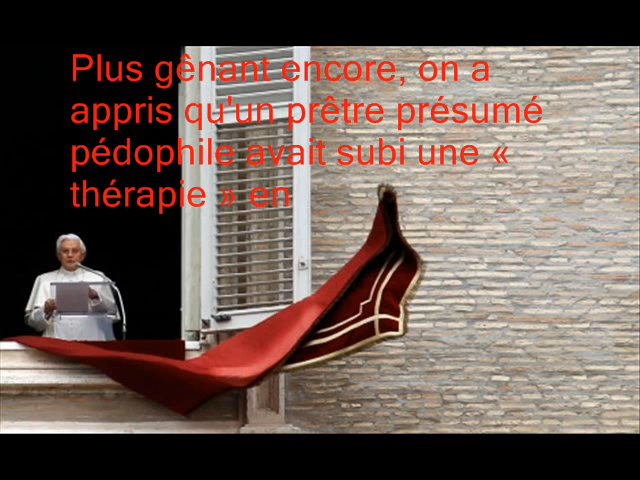 Plus gênant encore, on a
appris qu'un prêtre présumé
pédophile avait subi une «
thérapie » en